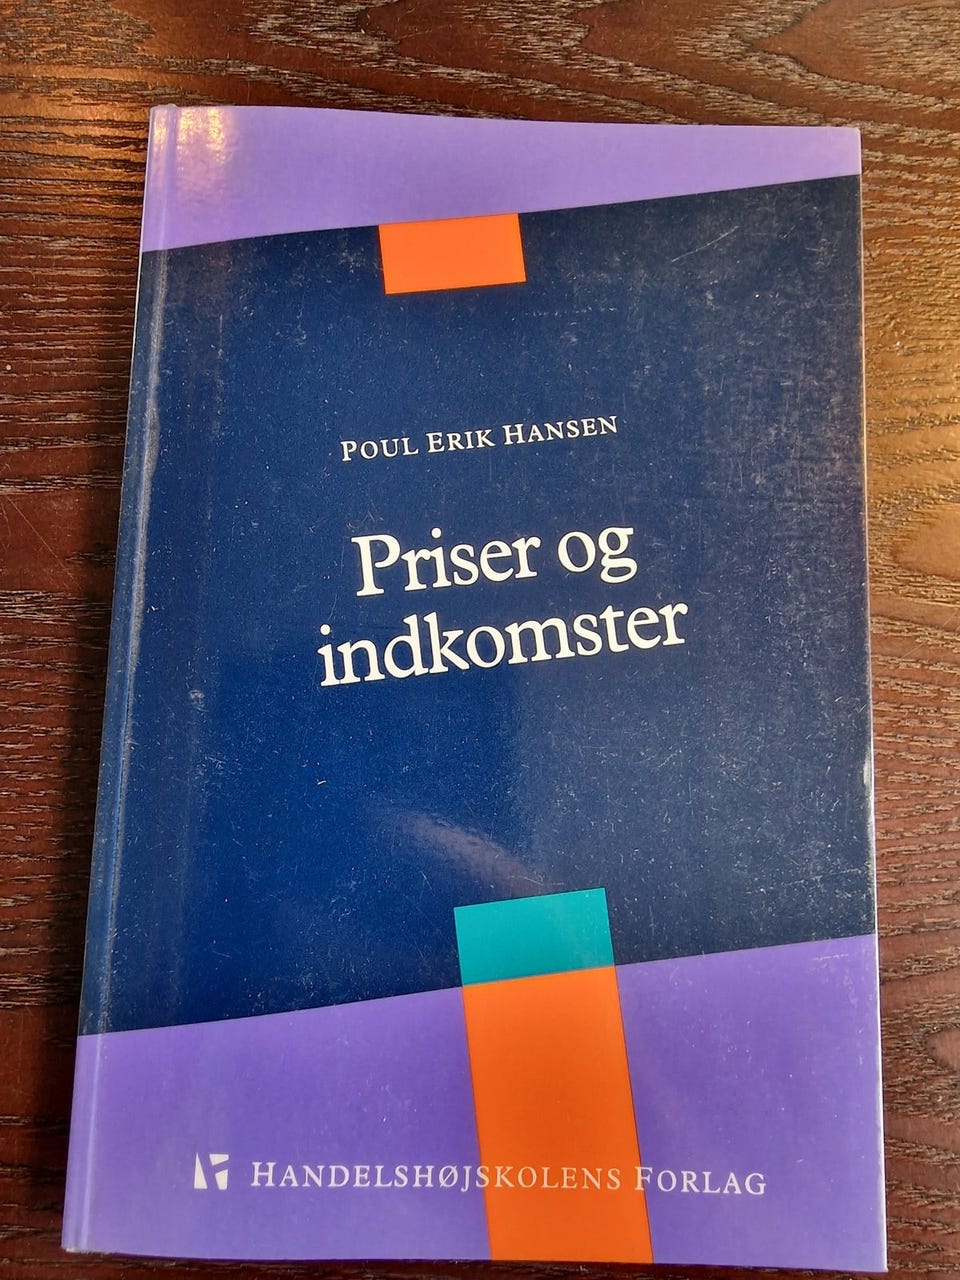 POUL ERIK HANSEN
Priser og
indkomster
HANDELSHØJSKOLENS FORLAG